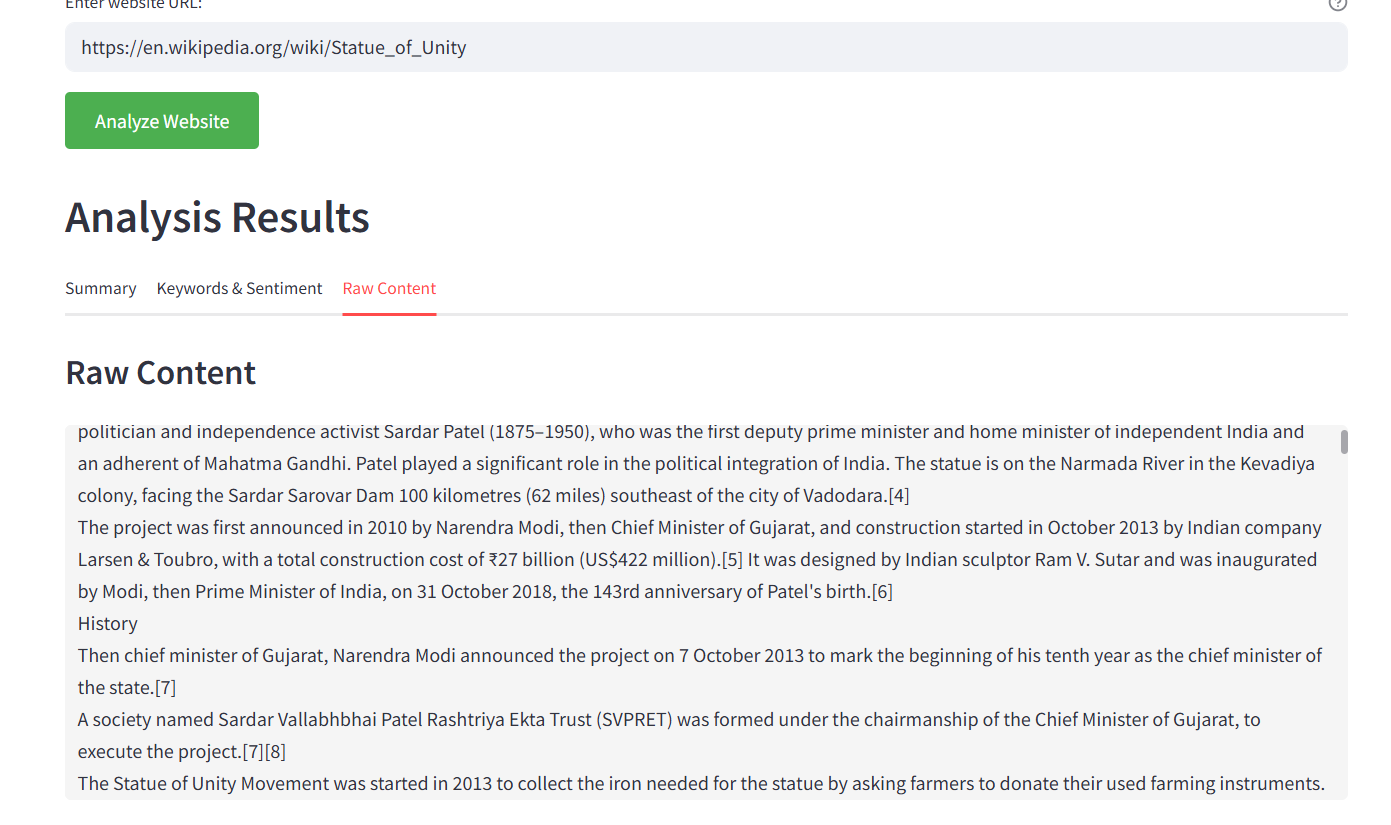 Enter website URL:
https://en.wikipedia.org/wiki/Statue_of_Unity
Analyze Website
Analysis Results
Summary
Keywords & Sentiment
Raw Content
Raw Content
politician and independence activist Sardar Patel (1875–1950), who was the first deputy prime minister and home minister of independent India and
an adherent of Mahatma Gandhi. Patel played a significant role in the political integration of India. The statue is on the Narmada River in the Kevadiya
colony, facing the Sardar Sarovar Dam 100 kilometres (62 miles) southeast of the city of Vadodara.[4]
The project was first announced in 2010 by Narendra Modi, then Chief Minister of Gujarat, and construction started in October 2013 by Indian company
Larsen & Toubro, with a total construction cost of ₹27 billion (US$422 million).[5] It was designed by Indian sculptor Ram V. Sutar and was inaugurated
by Modi, then Prime Minister of India, on 31 October 2018, the 143rd anniversary of Patel's birth.[6]
History
Then chief minister of Gujarat, Narendra Modi announced the project on 7 October 2013 to mark the beginning of his tenth year as the chief minister of
the state.[7]
A society named Sardar Vallabhbhai Patel Rashtriya Ekta Trust (SVPRET) was formed under the chairmanship of the Chief Minister of Gujarat, to
execute the project.[7][8]
The Statue of Unity Movement was started in 2013 to collect the iron needed for the statue by asking farmers to donate their used farming instruments.